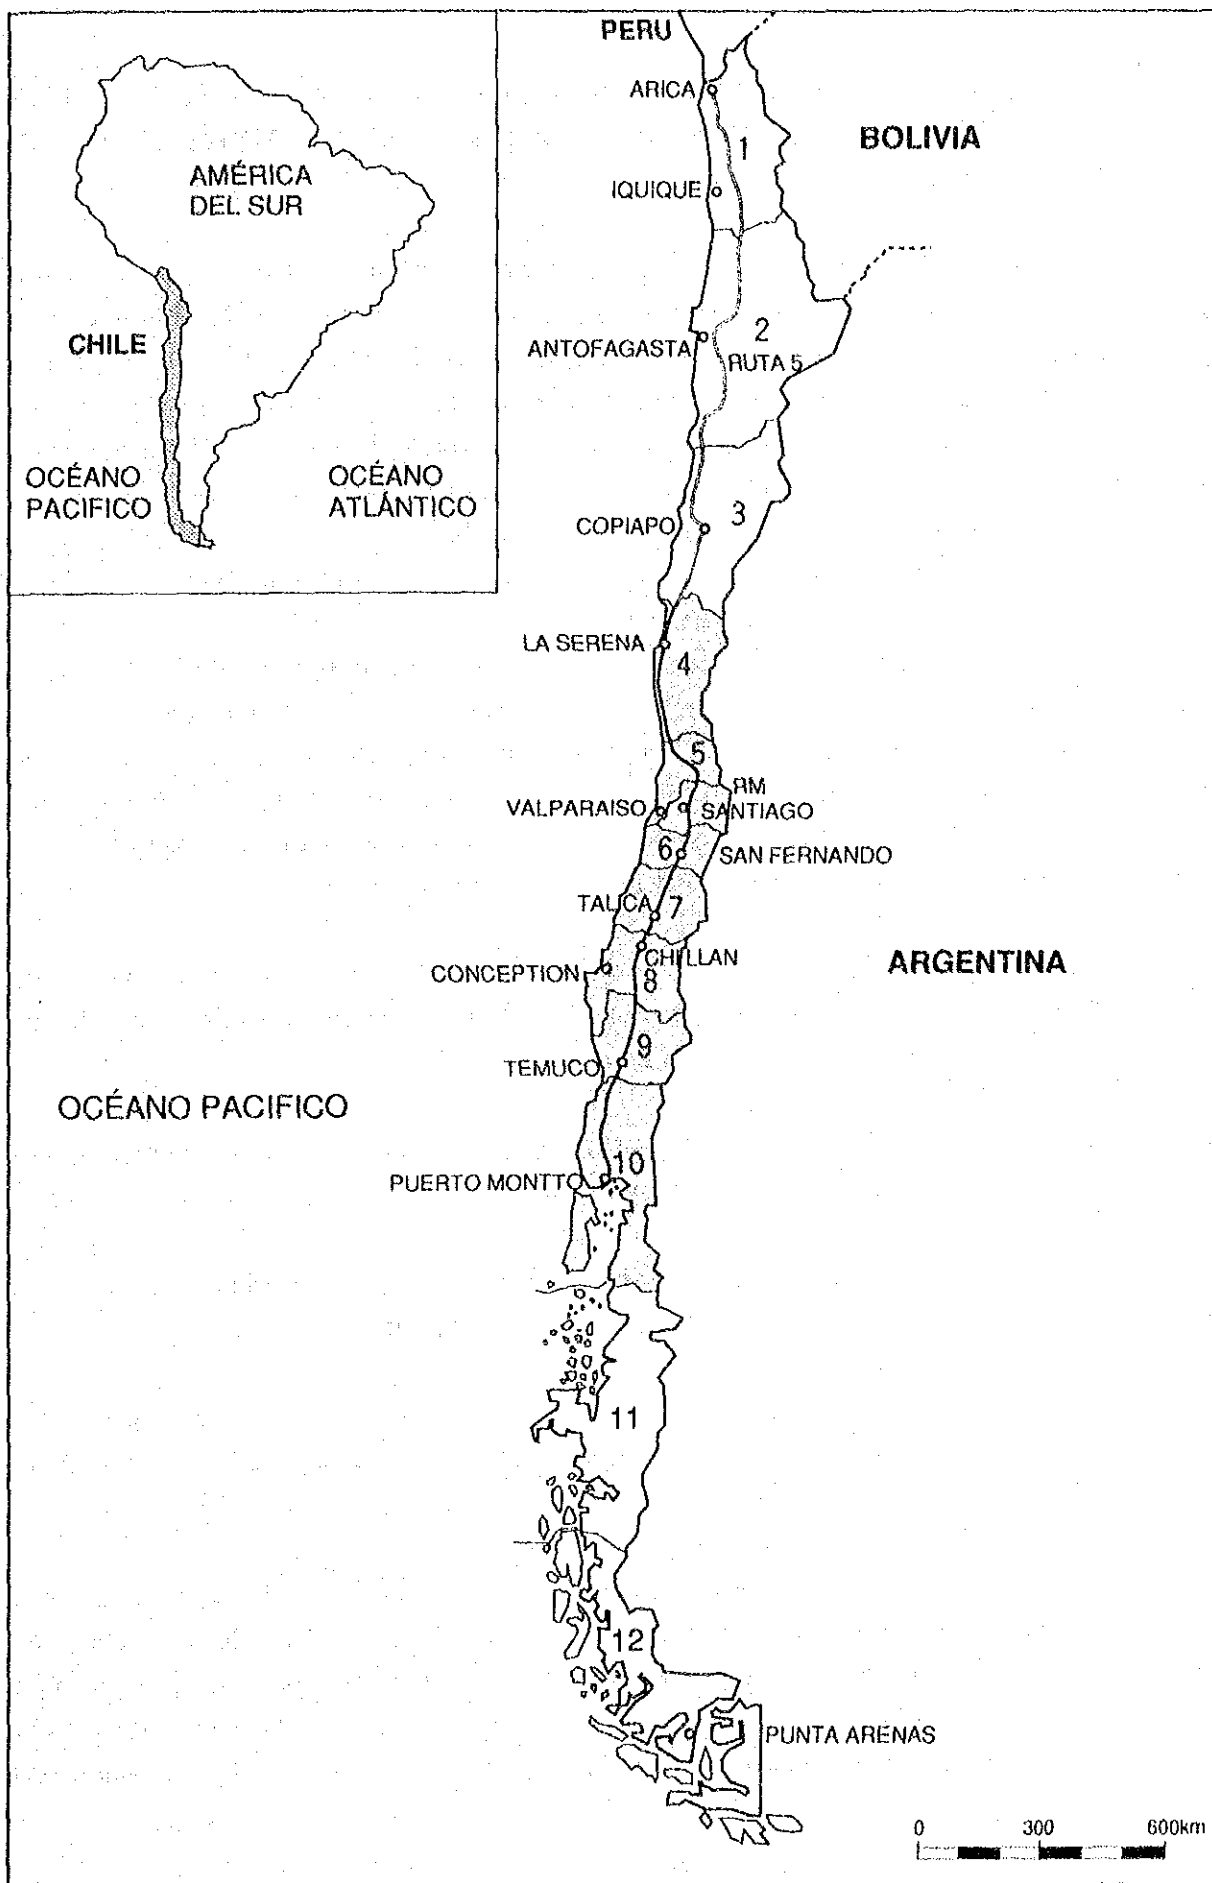 AMÉRICA
DEL SUR
CHILE
OCÉANO
PACIFICO
OCÉANO
ATLÁNTICO
PERU
ARICA
BOLIVIA
1
IQUIQUE
2
ANTOFAGASTA
RUTA 5
3
COPIAPO
LA SERENA
4
5
RM
VALPARAISO
SANTIAGO
6
SAN FERNANDO
TALICA
7
CHILLAN
CONCEPTION
ARGENTINA
8
9
TEMUCO
OCÉANO PACIFICO
10
PUERTO MONTTO
11
12
PUNTA ARENAS
0 300 600km